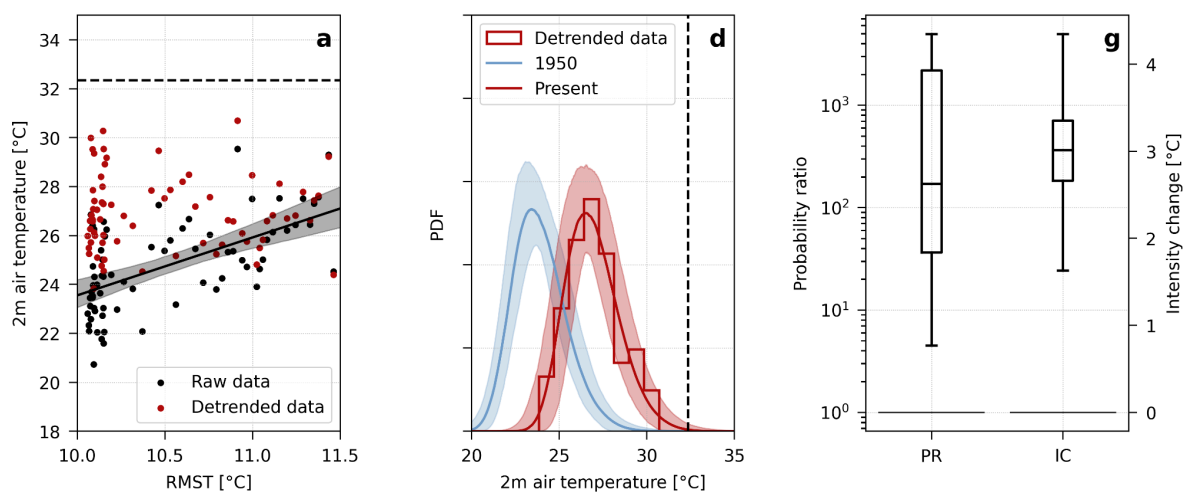 a
34
32
30
28
26
24
22
20
18
2m air temperature [°C]
Raw data
Detrended data
10.0 10.5 11.0 11.5
RMST [°C]
d
Detrended data
1950
Present
PDF
20 25 30 35
2m air temperature [°C]
g
10³
10²
10¹
10⁰
Probability ratio
4
3
2
1
0
Intensity change [°C]
PR IC